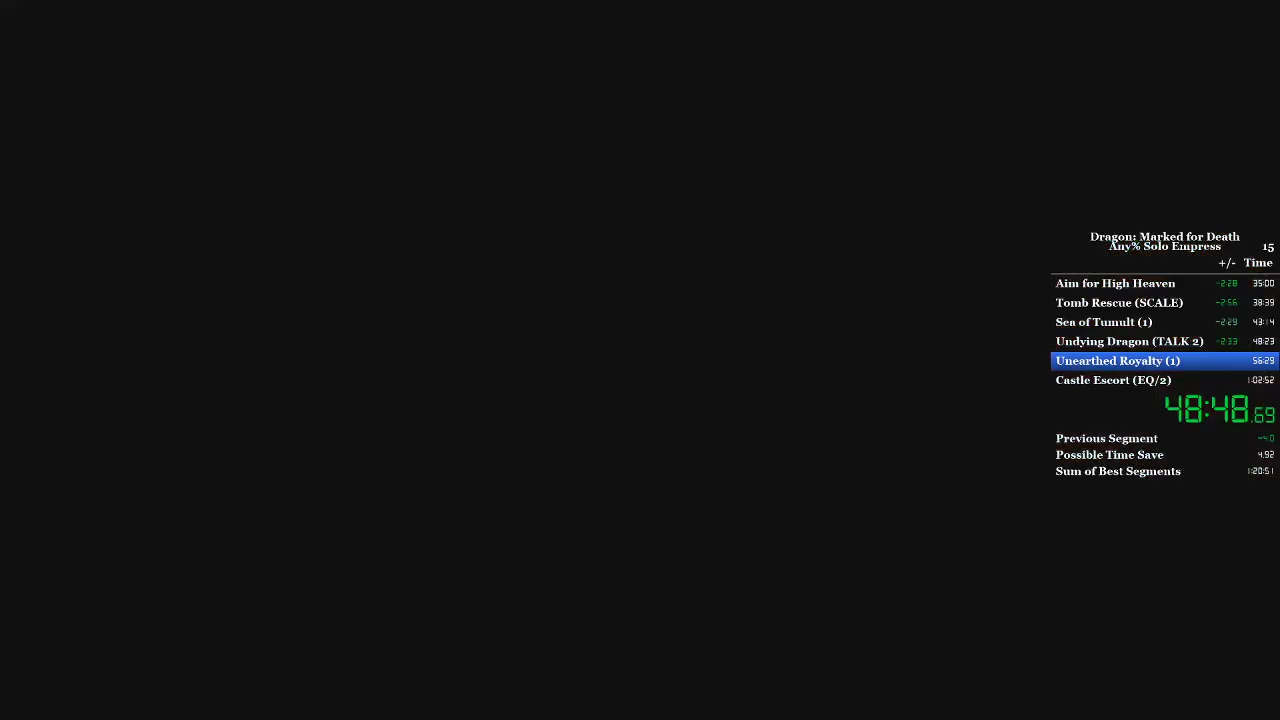 Dragon: Marked for Death
Any% Solo Empress 15
+/- Time
Aim for High Heaven -2:28 35:00
Tomb Rescue (SCALE) -2:56 38:39
Sea of Tumult (1) -2:29 43:14
Undying Dragon (TALK 2) -2:33 48:23
Unearthed Royalty (1) 56:29
Castle Escort (EQ/2) 1:02:52
48:48.69
Previous Segment -4.0
Possible Time Save 4.92
Sum of Best Segments 1:20:51